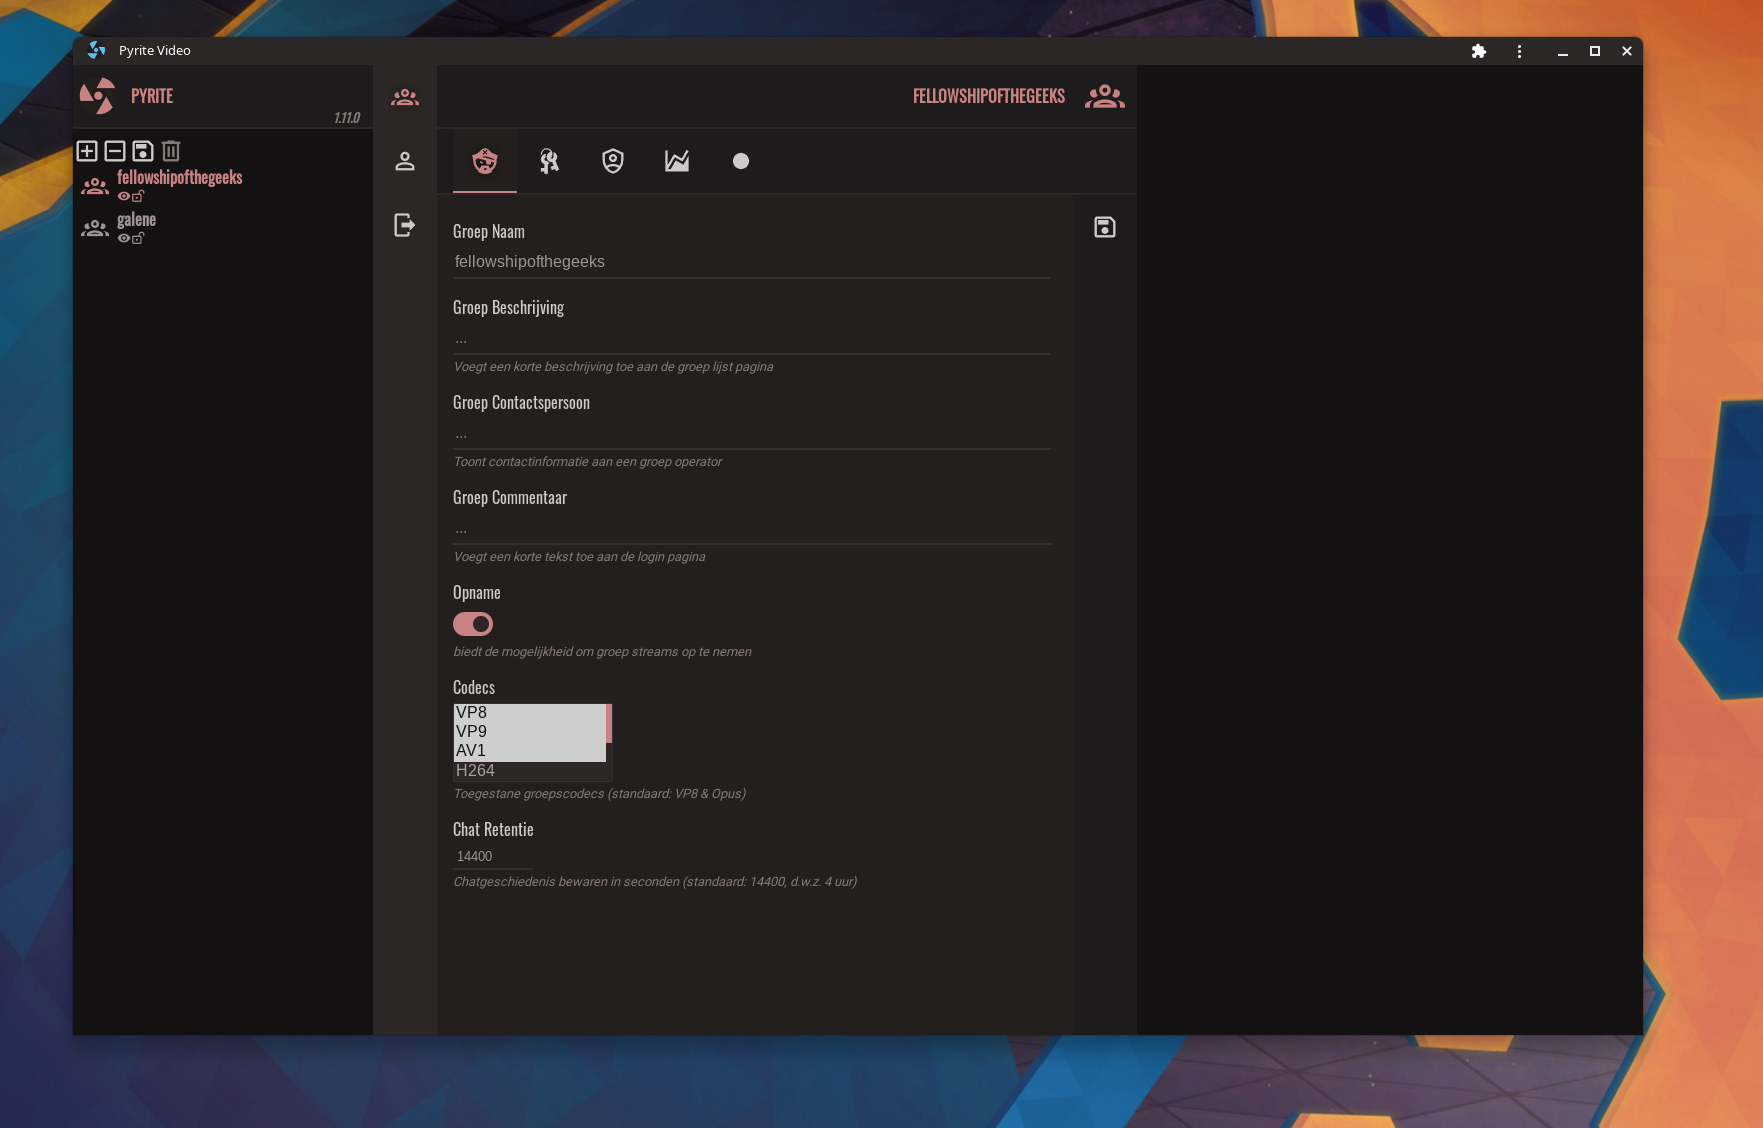 Pyrite Video
PYRITE
1.11.0
fellowshipofthegeeks
galene
FELLOWSHIPOFTHEGEEKS
Groep Naam
fellowshipofthegeeks
Groep Beschrijving
...
Voegt een korte beschrijving toe aan de groep lijst pagina
Groep Contactspersoon
...
Toont contactinformatie aan een groep operator
Groep Commentaar
...
Voegt een korte tekst toe aan de login pagina
Opname
biedt de mogelijkheid om groep streams op te nemen
Codecs
VP8
VP9
AV1
H264
Toegestane groepscodecs (standaard: VP8 & Opus)
Chat Retentie
14400
Chatgeschiedenis bewaren in seconden (standaard: 14400, d.w.z. 4 uur)